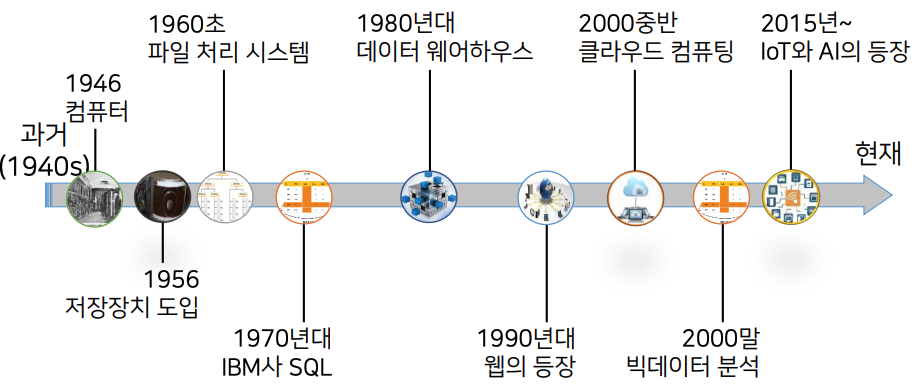 과거
(1940s)
1946
컴퓨터
1956
저장장치 도입
1960초
파일 처리 시스템
1970년대
IBM사 SQL
1980년대
데이터 웨어하우스
1990년대
웹의 등장
2000중반
클라우드 컴퓨팅
2000말
빅데이터 분석
2015년~
IoT와 AI의 등장
현재